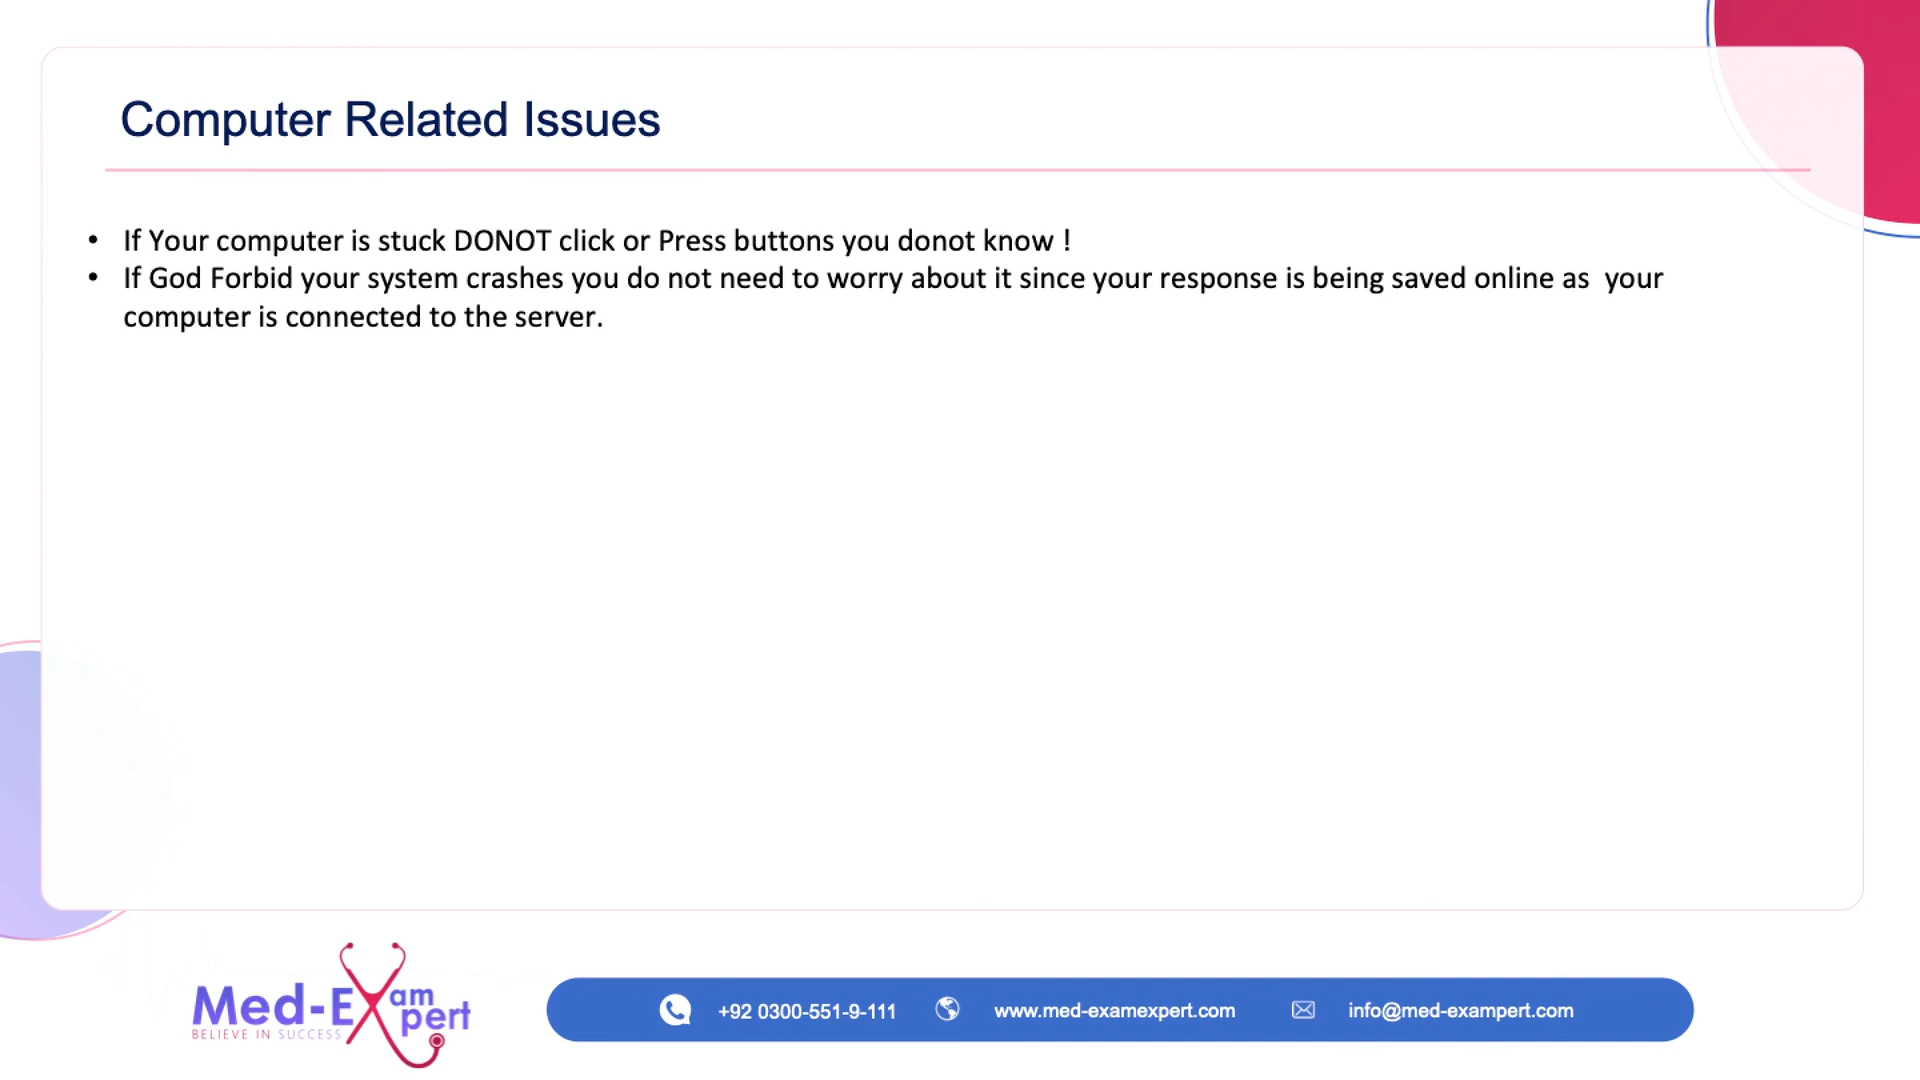 Computer Related Issues
• If Your computer is stuck DONOT click or Press buttons you donot know !
• If God Forbid your system crashes you do not need to worry about it since your response is being saved online as  your
computer is connected to the server.
Med-Exam
Expert
BELIEVE IN SUCCESS
+92 0300-551-9-111
www.med-examexpert.com
info@med-exampert.com